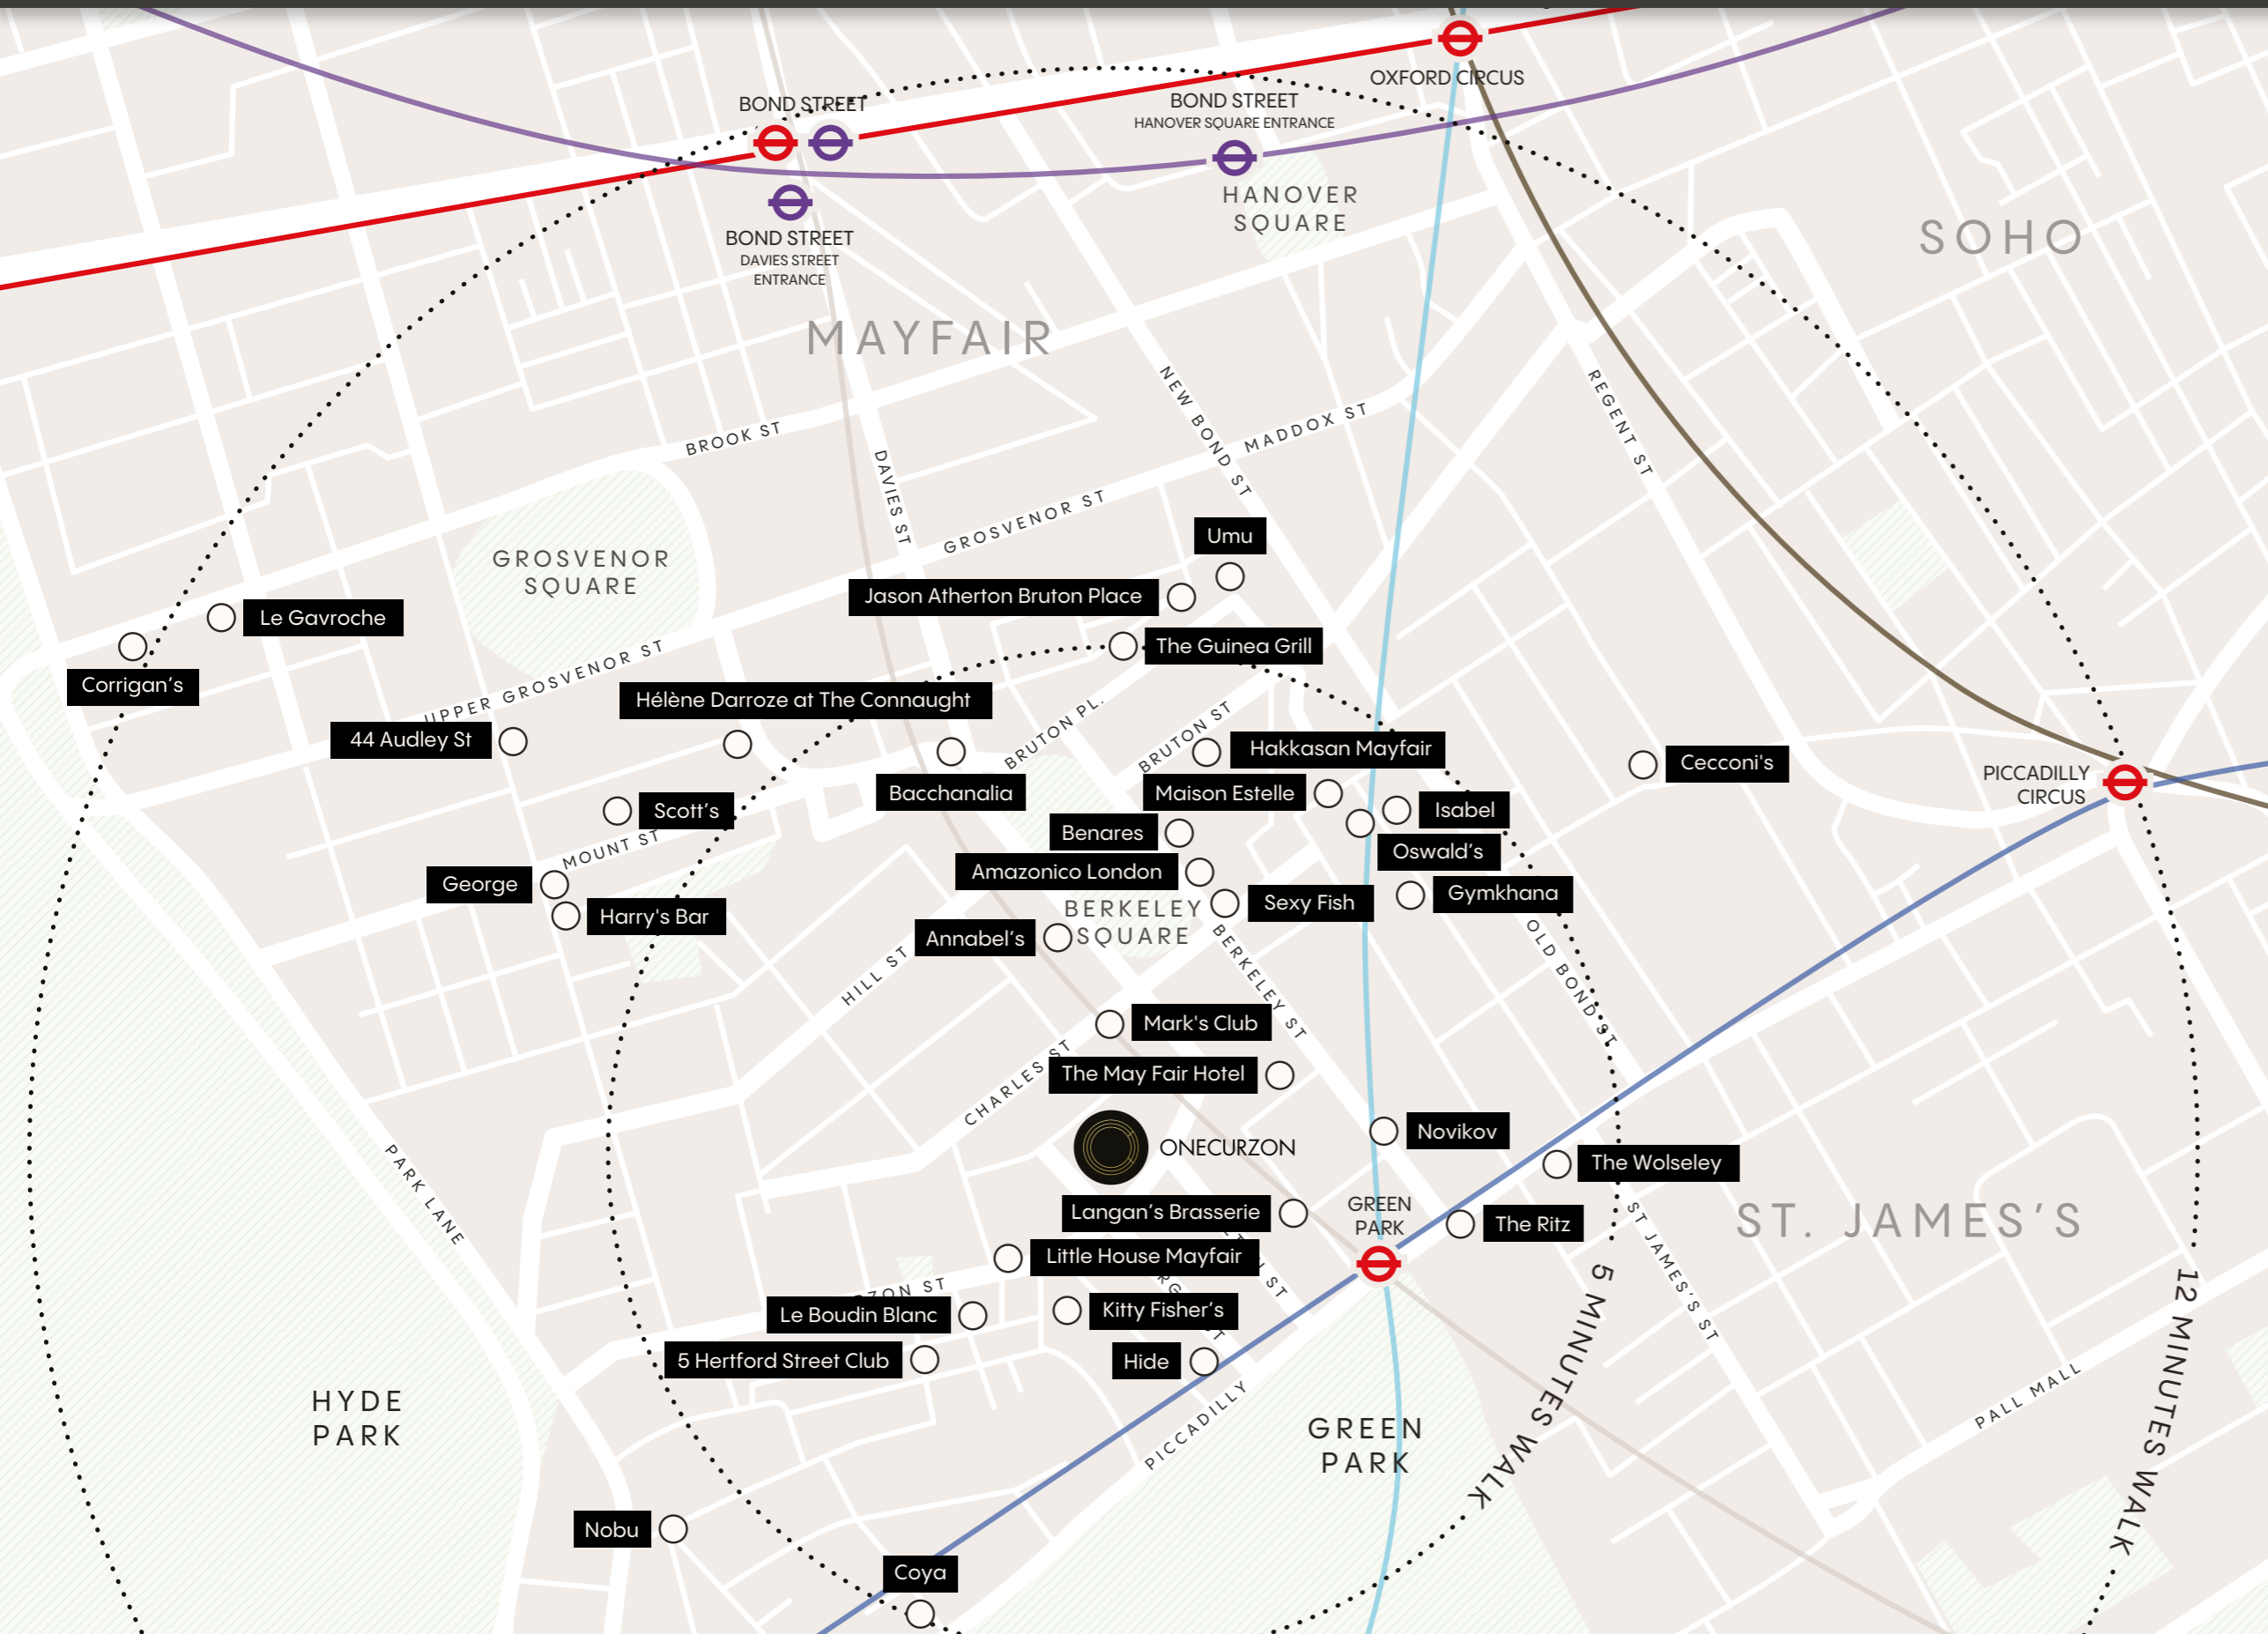 OXFORD CIRCUS
BOND STREET
BOND STREET
HANOVER SQUARE ENTRANCE
HANOVER
SQUARE
BOND STREET
DAVIES STREET
ENTRANCE
SOHO
MAYFAIR
NEW BOND ST
REGENT ST
MADDOX ST
BROOK ST
DAVIES ST
GROSVENOR ST
GROSVENOR
SQUARE
Umu
Jason Atherton Bruton Place
Le Gavroche
The Guinea Grill
Corrigan's
UPPER GROSVENOR ST
Hélène Darroze at The Connaught
44 Audley St
BRUTON PL.
BRUTON ST
Hakkasan Mayfair
Cecconi's
PICCADILLY
CIRCUS
Bacchanalia
Maison Estelle
Scott's
Isabel
Benares
MOUNT ST
Oswald's
Amazonico London
George
Gymkhana
Sexy Fish
BERKELEY
SQUARE
Harry's Bar
Annabel's
HILL ST
BERKELEY ST
OLD BOND ST
Mark's Club
CHARLES ST
The May Fair Hotel
Novikov
ONECURZON
The Wolseley
PARK LANE
Langan's Brasserie
GREEN
PARK
The Ritz
ST. JAMES'S
ST JAMES'S ST
Little House Mayfair
ST
ZON ST
Le Boudin Blanc
Kitty Fisher's
5 Hertford Street Club
Hide
5 MINUTES WALK
12 MINUTES WALK
PICCADILLY
PALL MALL
HYDE
PARK
GREEN
PARK
Nobu
Coya